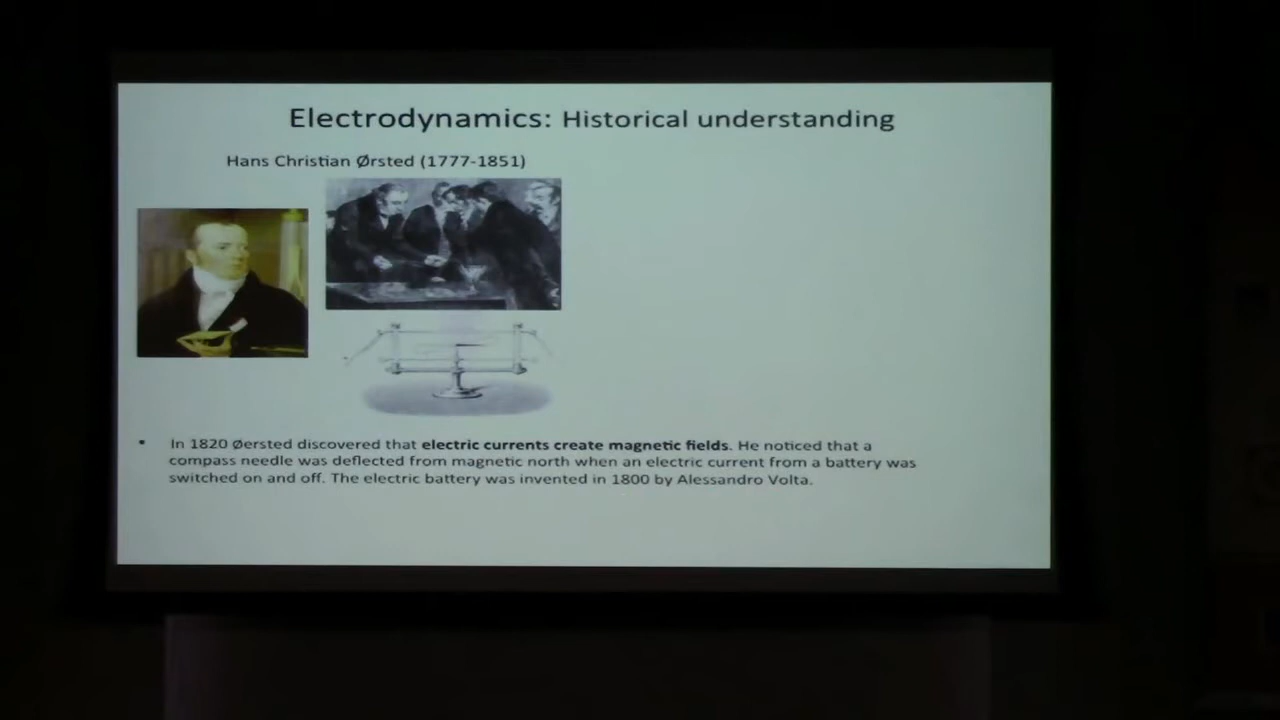 Electrodynamics: Historical understanding
Hans Christian Ørsted (1777-1851)
• In 1820 Øersted discovered that electric currents create magnetic fields. He noticed that a
compass needle was deflected from magnetic north when an electric current from a battery was
switched on and off. The electric battery was invented in 1800 by Alessandro Volta.